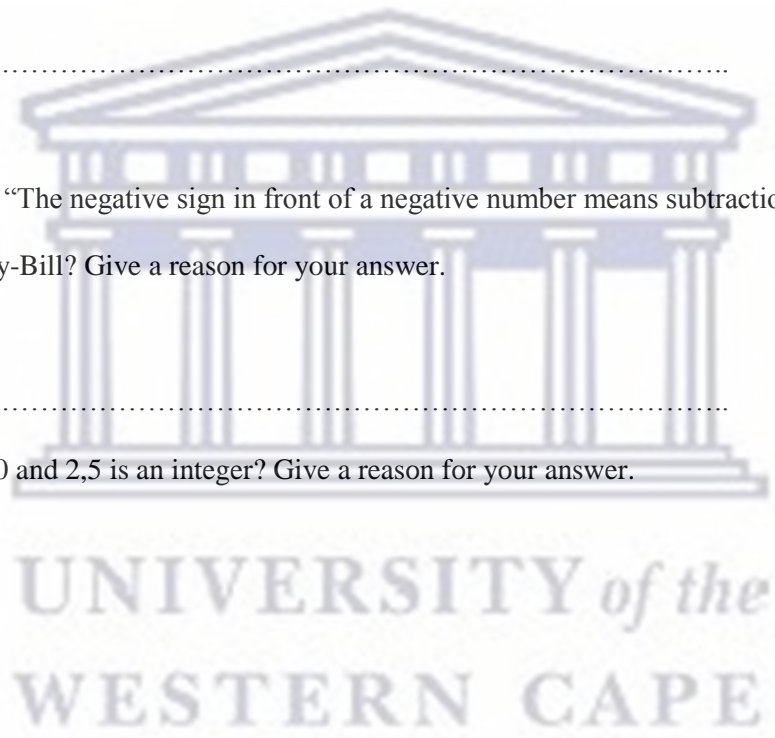 ………………………………………………………………………..
“The negative sign in front of a negative number means
y-Bill? Give a reason for your answer.
………………………………………………………………………..
0 and 2,5 is an integer? Give a reason for your answer.
UNIVERSITY of the
WESTERN CAPE